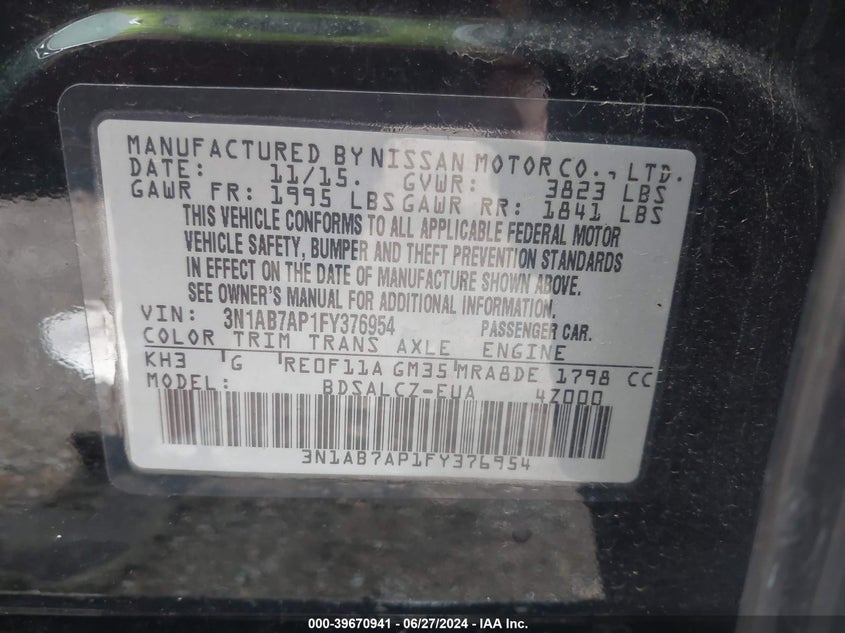 MANUFACTURED BY NISSAN MOTOR CO., LTD.
DATE: 11/15. GVWR: 3823 LBS
GAWR FR: 1995 LBS GAWR RR: 1841 LBS
THIS VEHICLE CONFORMS TO ALL APPLICABLE FEDERAL MOTOR
VEHICLE SAFETY, BUMPER AND THEFT PREVENTION STANDARDS
IN EFFECT ON THE DATE OF MANUFACTURE SHOWN ABOVE.
SEE OWNER'S MANUAL FOR ADDITIONAL INFORMATION.
VIN: 3N1AB7AP1FY376954 PASSENGER CAR.
COLOR TRIM TRANS AXLE ENGINE
KH3 G RE0F11A GM35 MRA8DE 1798 CC
MODEL: BDSALCZ-EUA 4Z000
3N1AB7AP1FY376954
000-39670941 / 06/27/2024 - IAA Inc.